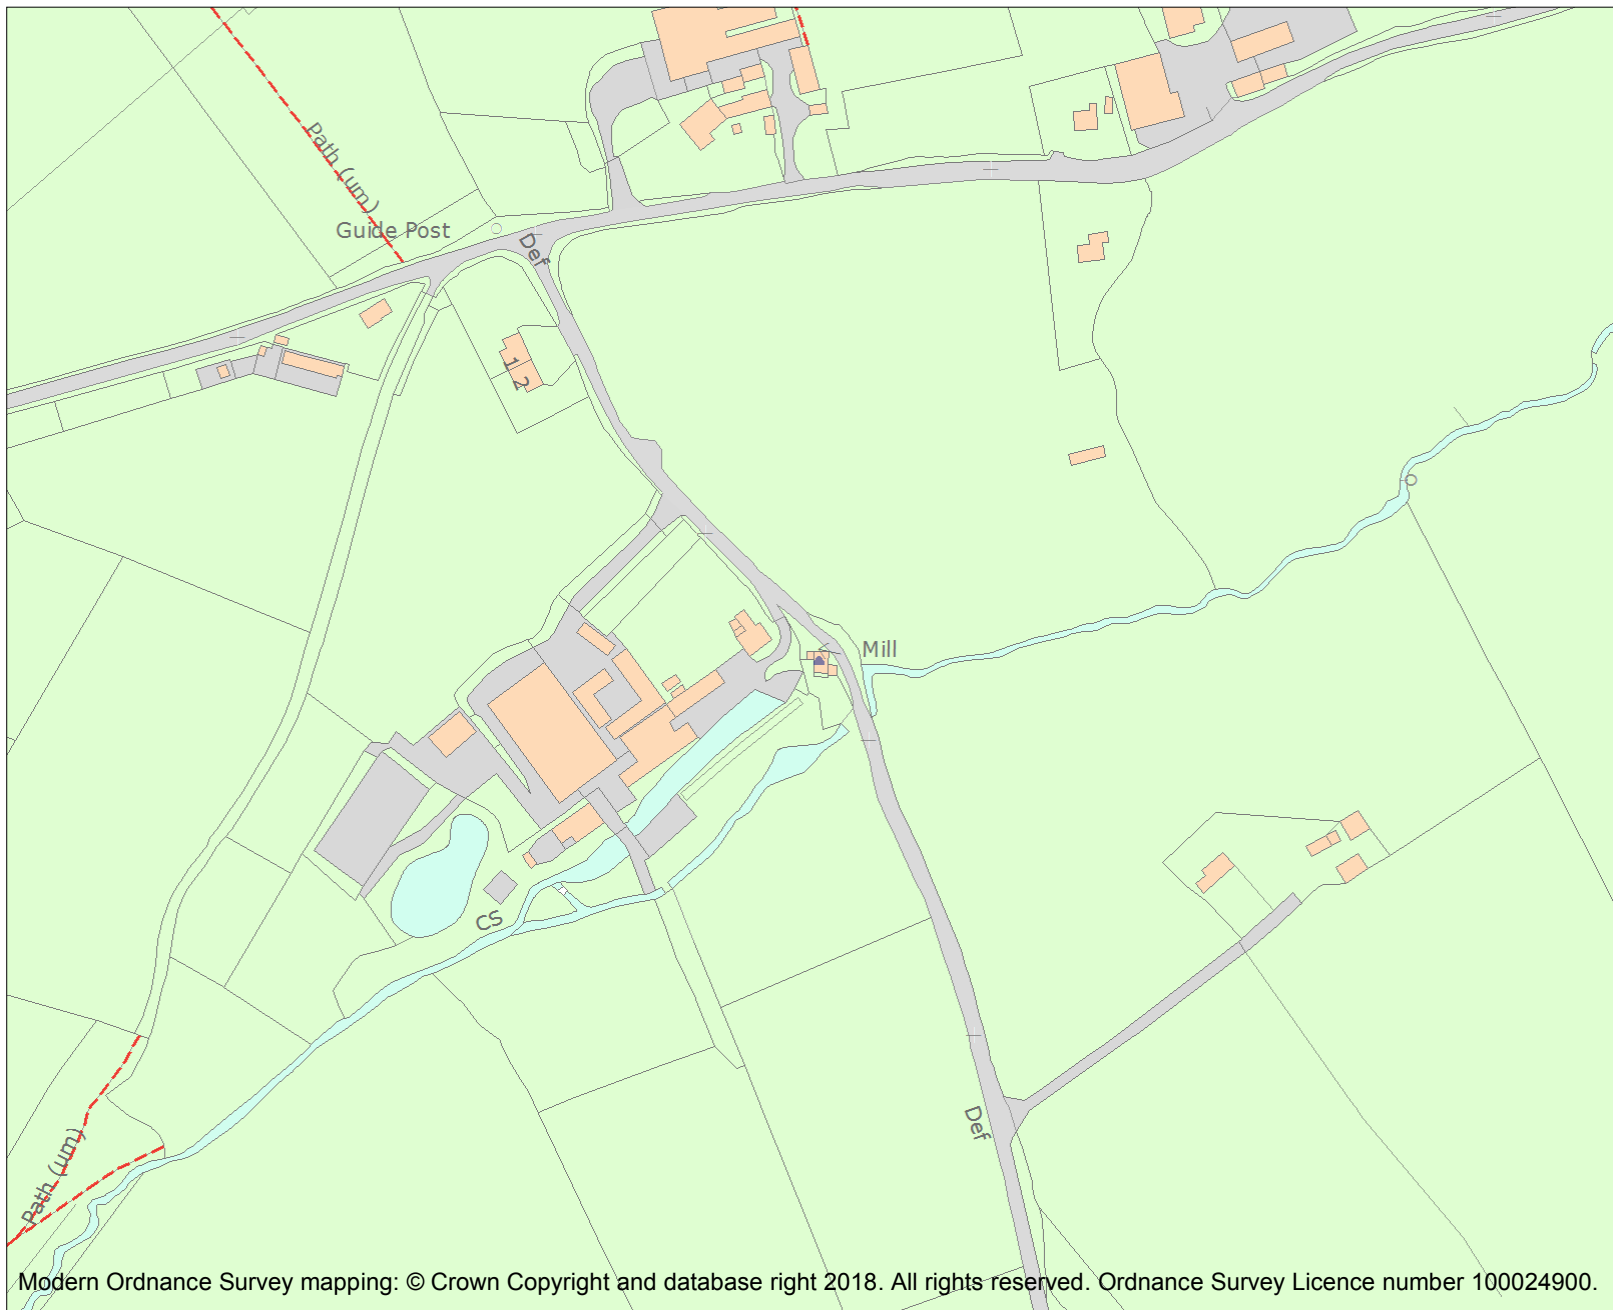 Path (um)
Guide Post
Def
1
2
Mill
CS
Def
Path (um)
Modern Ordnance Survey mapping: © Crown Copyright and database right 2018. All rights reserved. Ordnance Survey Licence number 100024900.